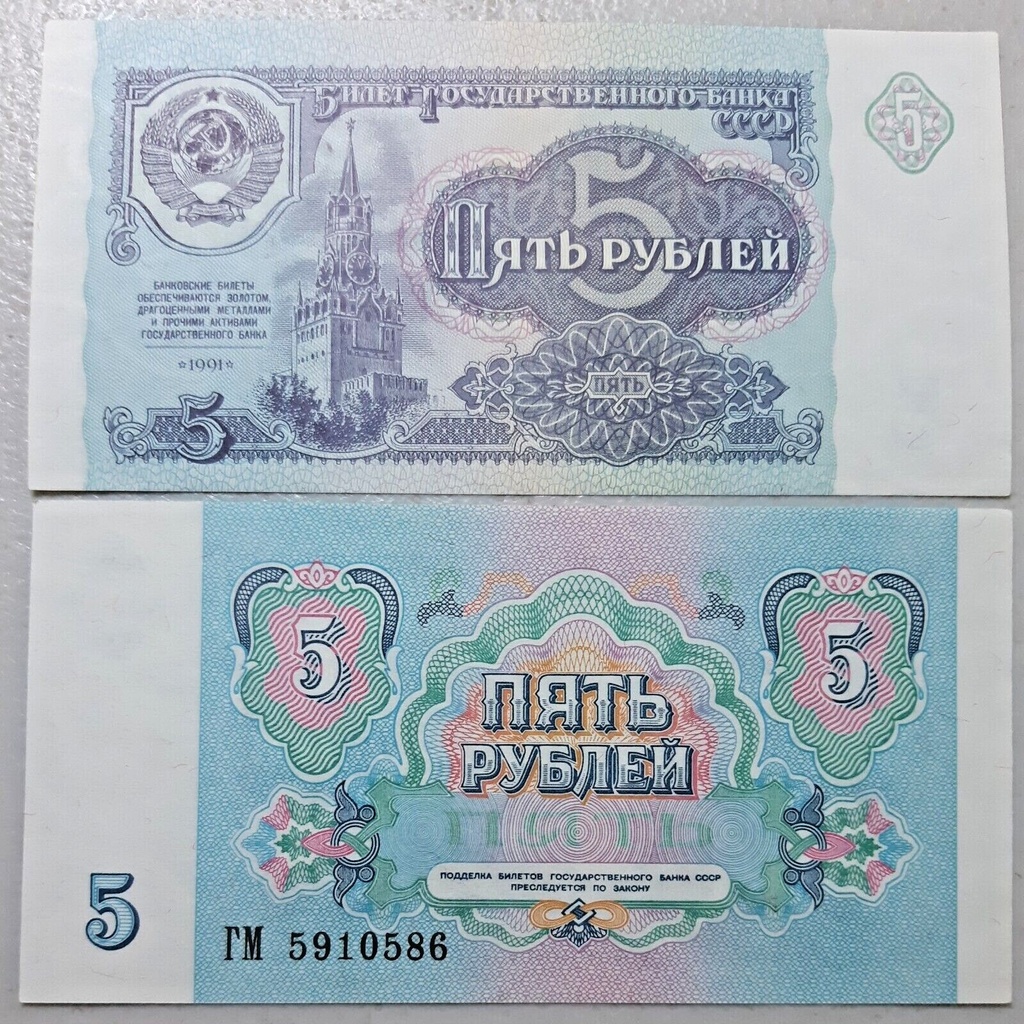 Билет Государственного банка
СССР
5
5
Пять рублей
БАНКОВСКИЕ БИЛЕТЫ
ОБЕСПЕЧИВАЮТСЯ ЗОЛОТОМ,
ДРАГОЦЕННЫМИ МЕТАЛЛАМИ
И ПРОЧИМИ АКТИВАМИ
ГОСУДАРСТВЕННОГО БАНКА
☆1991☆
ПЯТЬ
5
5
5
ПЯТЬ
РУБЛЕЙ
ПОДДЕЛКА БИЛЕТОВ ГОСУДАРСТВЕННОГО БАНКА СССР
ПРЕСЛЕДУЕТСЯ ПО ЗАКОНУ
5
ГМ 5910586